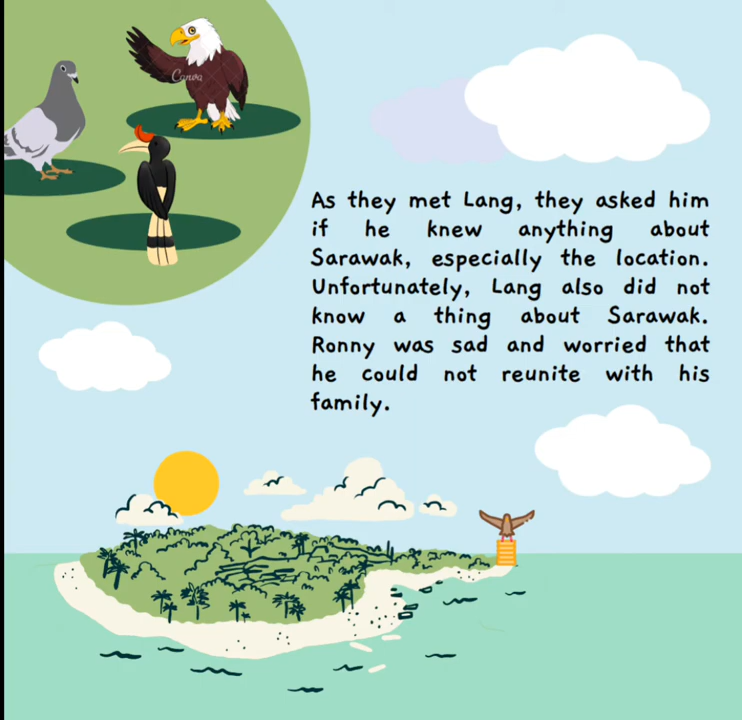 Canva
As they met Lang, they asked him
if he knew anything about
Sarawak, especially the location.
Unfortunately, Lang also did not
know a thing about Sarawak.
Ronny was sad and worried that
he could not reunite with his
family.